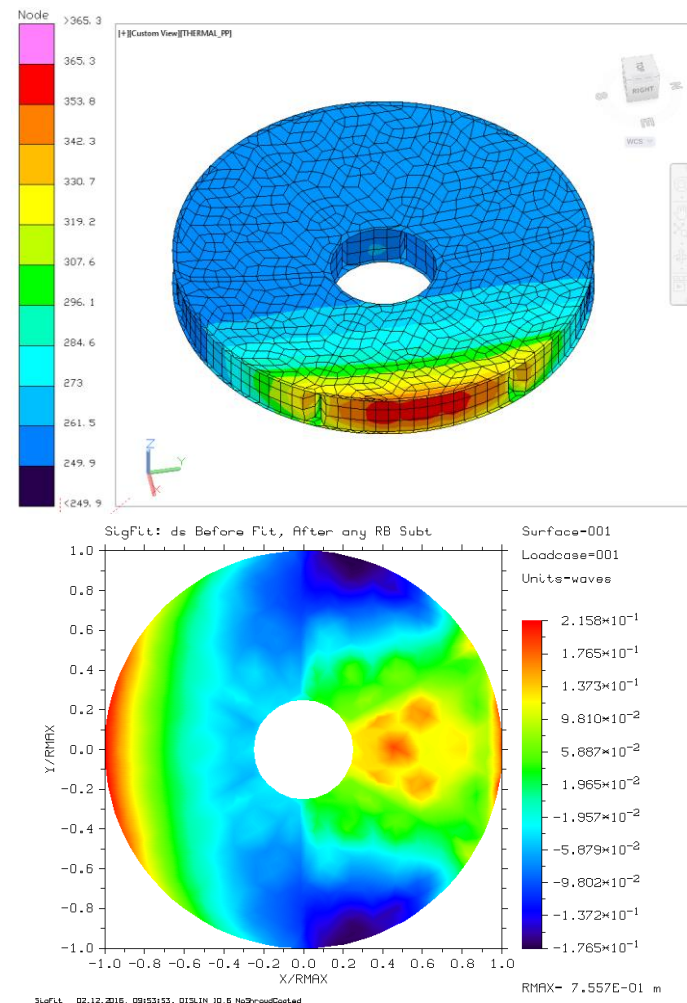 Node
>365.3
365.3
353.8
342.3
330.7
319.2
307.6
296.1
284.6
273
261.5
249.9
<249.9
[+][Custom View][THERMAL_PP]
RIGHT
WCS
Z
Y
X
SigFit: ds Before Fit, After any RB Subt
Surface-001
Loadcase=001
Units-waves
2.158×10⁻¹
1.765×10⁻¹
1.373×10⁻¹
9.810×10⁻²
5.887×10⁻²
1.965×10⁻²
-1.957×10⁻²
-5.879×10⁻²
-9.802×10⁻²
-1.372×10⁻¹
-1.765×10⁻¹
RMAX= 7.557E-01 m
Y/RMAX
1.0
0.8
0.6
0.4
0.2
0.0
-0.2
-0.4
-0.6
-0.8
-1.0
-1.0 -0.8 -0.6 -0.4 -0.2 0.0 0.2 0.4 0.6 0.8 1.0
X/RMAX
SigFit 02.12.2016, 09:53:53, DISLIN 10.6 NoShroudCoated